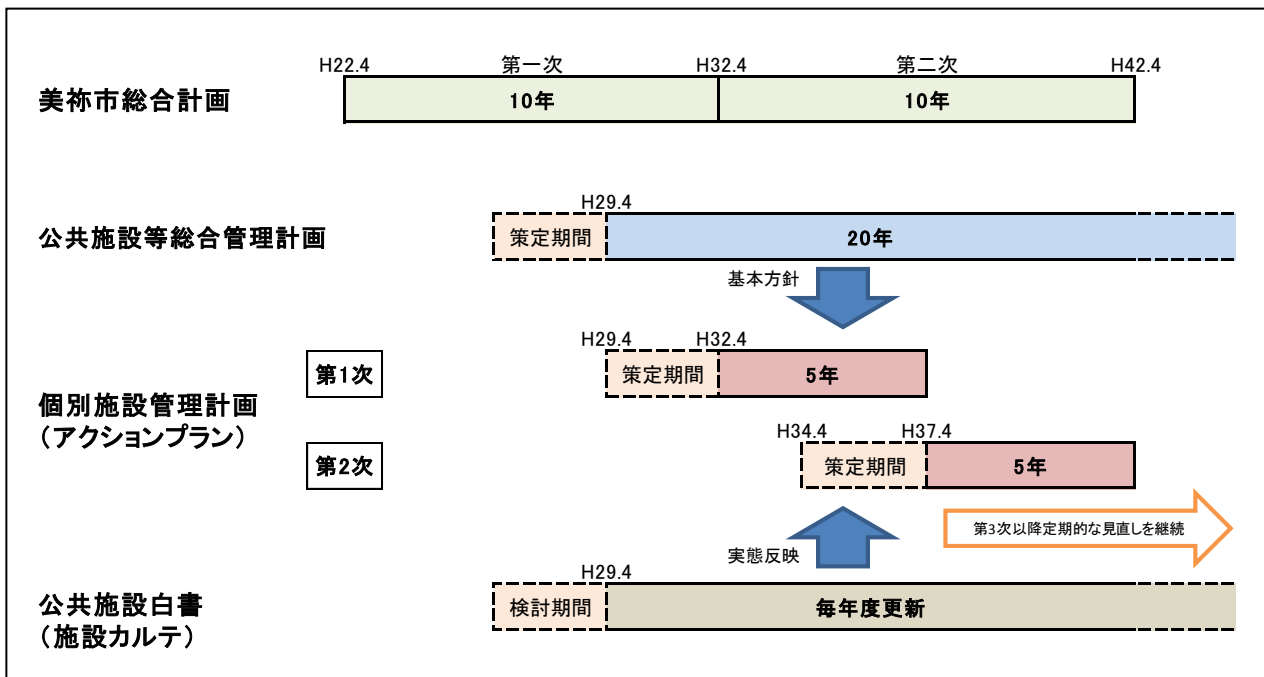 H22.4 第一次 H32.4 第二次 H42.4
美祢市総合計画 10年 10年
H29.4
公共施設等総合管理計画 策定期間 20年
基本方針
H29.4 H32.4
第1次 策定期間 5年
個別施設管理計画
（アクションプラン）
H34.4 H37.4
第2次 策定期間 5年
第3次以降定期的な見直しを継続
実態反映
H29.4
公共施設白書 検討期間 毎年度更新
（施設カルテ）